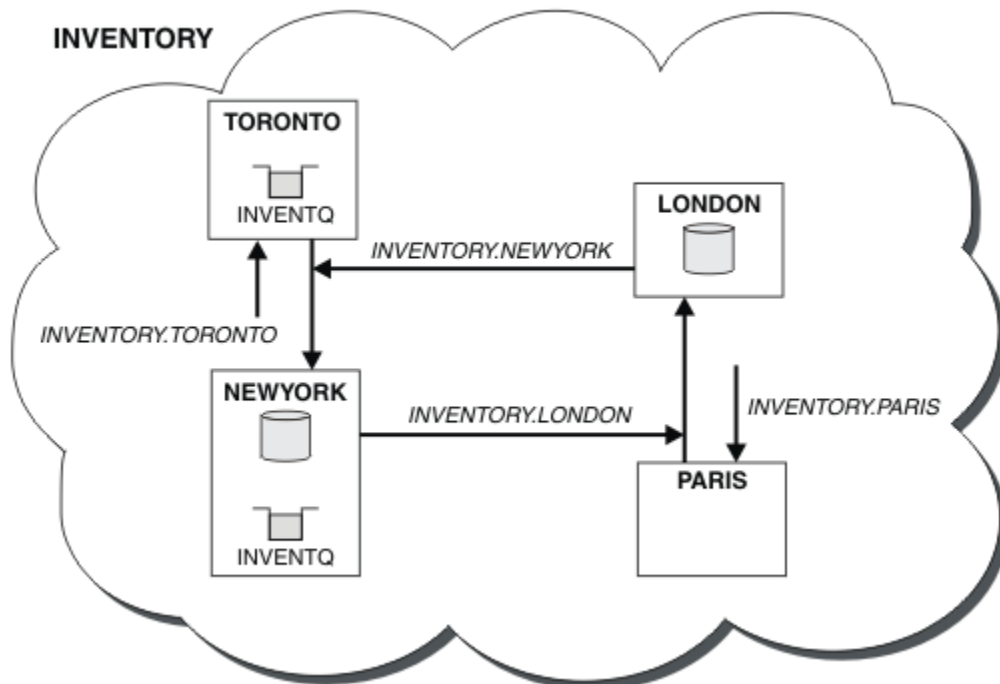 INVENTORY
TORONTO
INVENTQ
LONDON
INVENTORY.NEWYORK
INVENTORY.TORONTO
NEWYORK
INVENTORY.LONDON
INVENTORY.PARIS
PARIS
INVENTQ